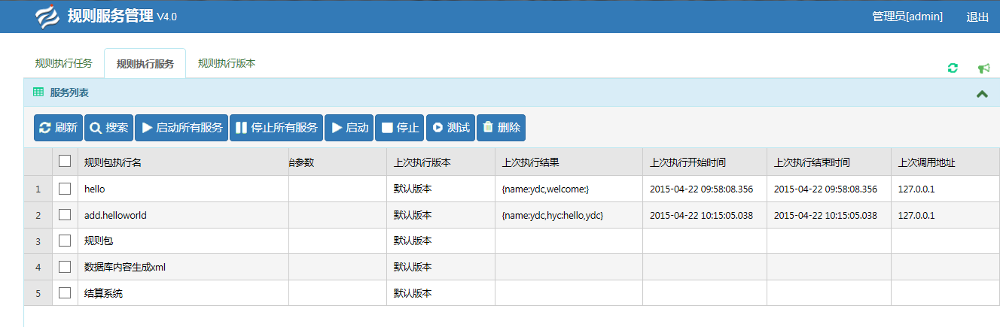 规则服务管理 V4.0 管理员[admin] 退出
规则执行任务 规则执行服务 规则执行版本
服务列表
刷新 搜索 启动所有服务 停止所有服务 启动 停止 测试 删除
规则包执行名 参数 上次执行版本 上次执行结果 上次执行开始时间 上次执行结束时间 上次调用地址
1 hello 默认版本 {name:ydc,welcome:} 2015-04-22 09:58:08.356 2015-04-22 09:58:08.356 127.0.0.1
2 add.helloworld 默认版本 {name:ydc,hyc:hello,ydc} 2015-04-22 10:15:05.038 2015-04-22 10:15:05.038 127.0.0.1
3 规则包 默认版本
4 数据库内容生成xml 默认版本
5 结算系统 默认版本